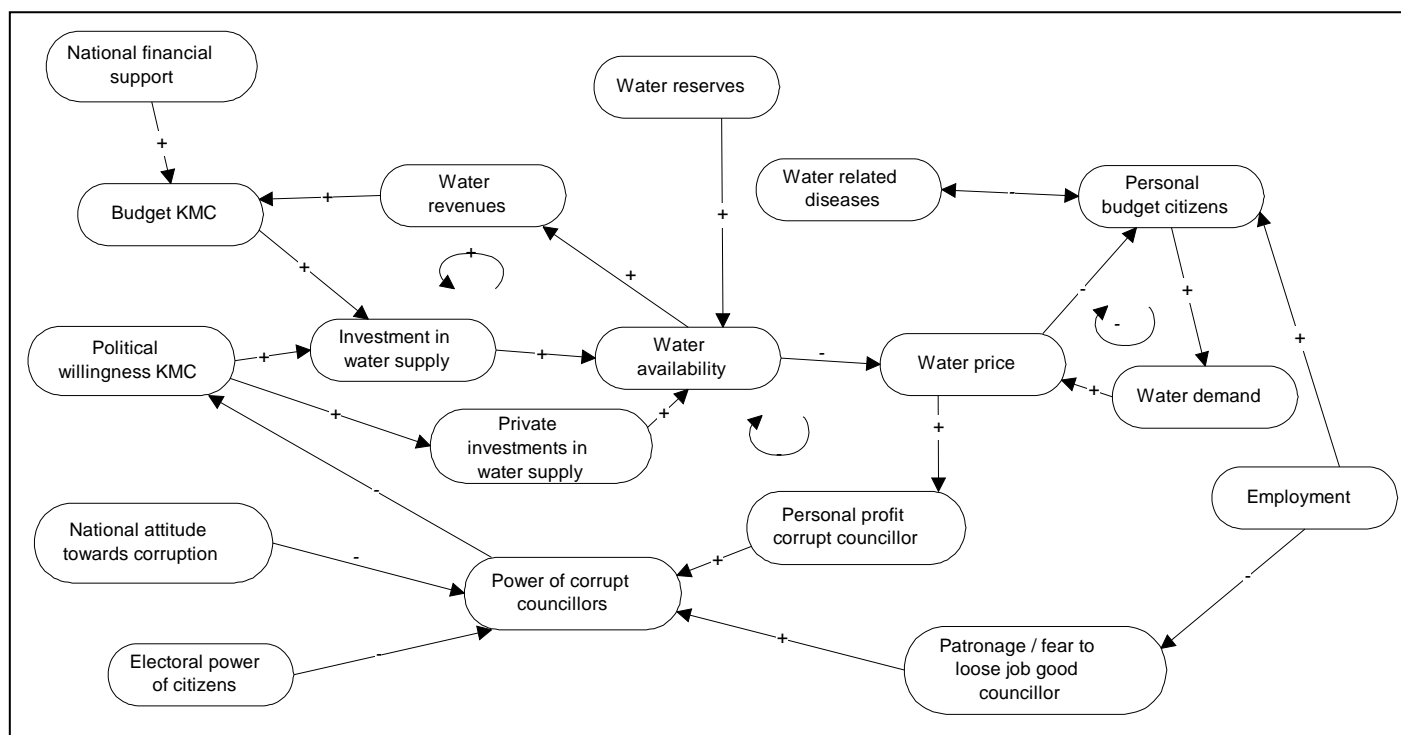 National financial
support
Water reserves
+
Water
revenues
+
Budget KMC
+
Water related
diseases
-
Personal
budget citizens
+
+
+
+
-
+
-
+
Political
willingness KMC
+
Investment in
water supply
+
Water
availability
-
Water price
+
Water demand
+
Private
investments in
water supply
+
-
+
-
Personal profit
corrupt councillor
Employment
National attitude
towards corruption
-
+
-
Power of corrupt
councillors
+
Patronage / fear to
loose job good
councillor
-
Electoral power
of citizens